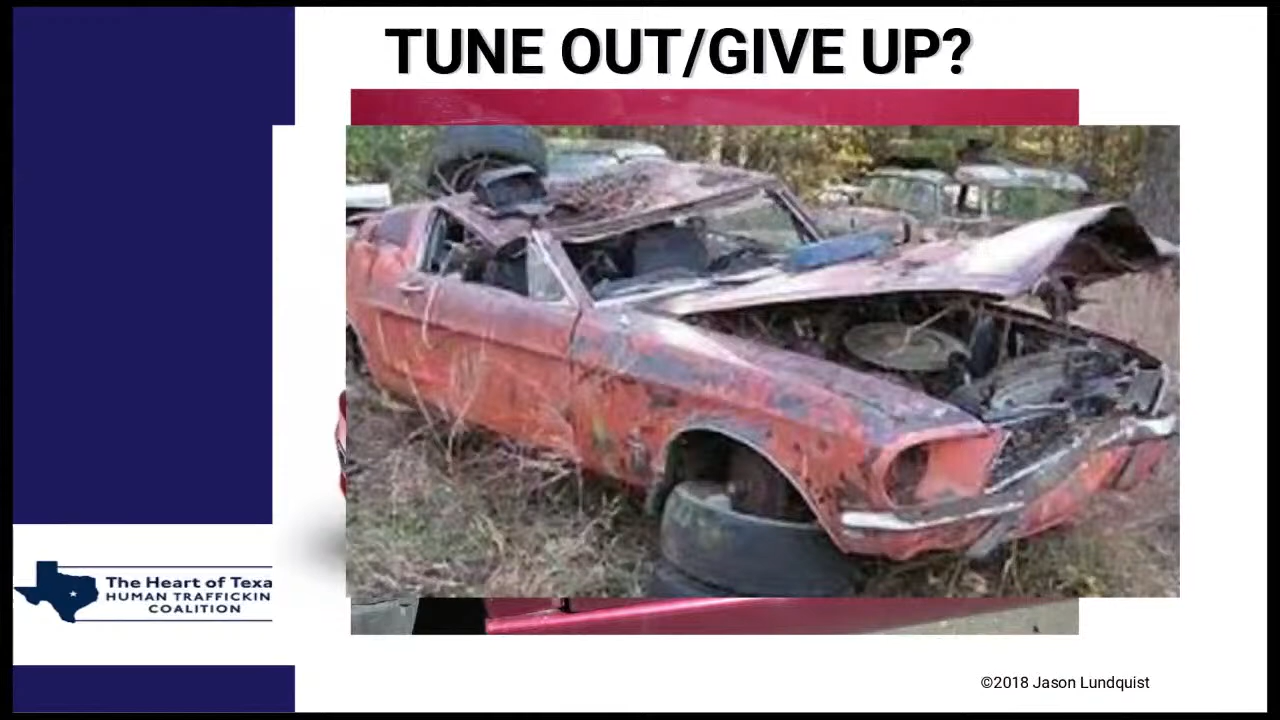 TUNE OUT/GIVE UP?
The Heart of Texa
HUMAN TRAFFICKIN
COALITION
©2018 Jason Lundquist